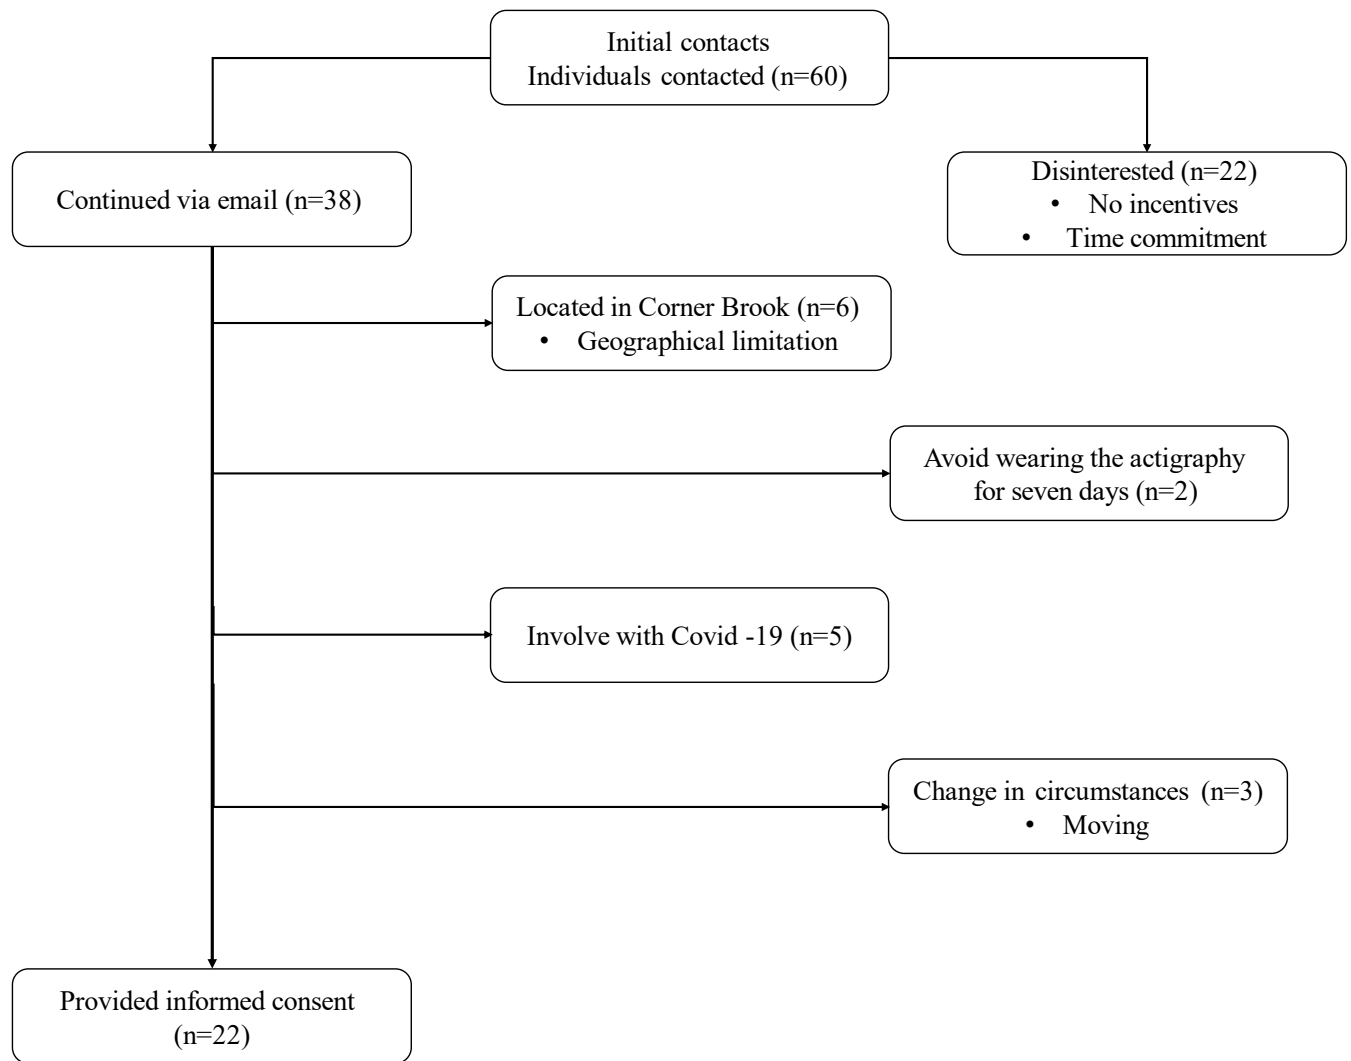 Initial contacts
Individuals contacted (n=60)
Continued via email (n=38)
Disinterested (n=22)
• No incentives
• Time commitment
Located in Corner Brook (n=6)
• Geographical limitation
Avoid wearing the actigraphy
for seven days (n=2)
Involve with Covid -19 (n=5)
Change in circumstances (n=3)
• Moving
Provided informed consent
(n=22)